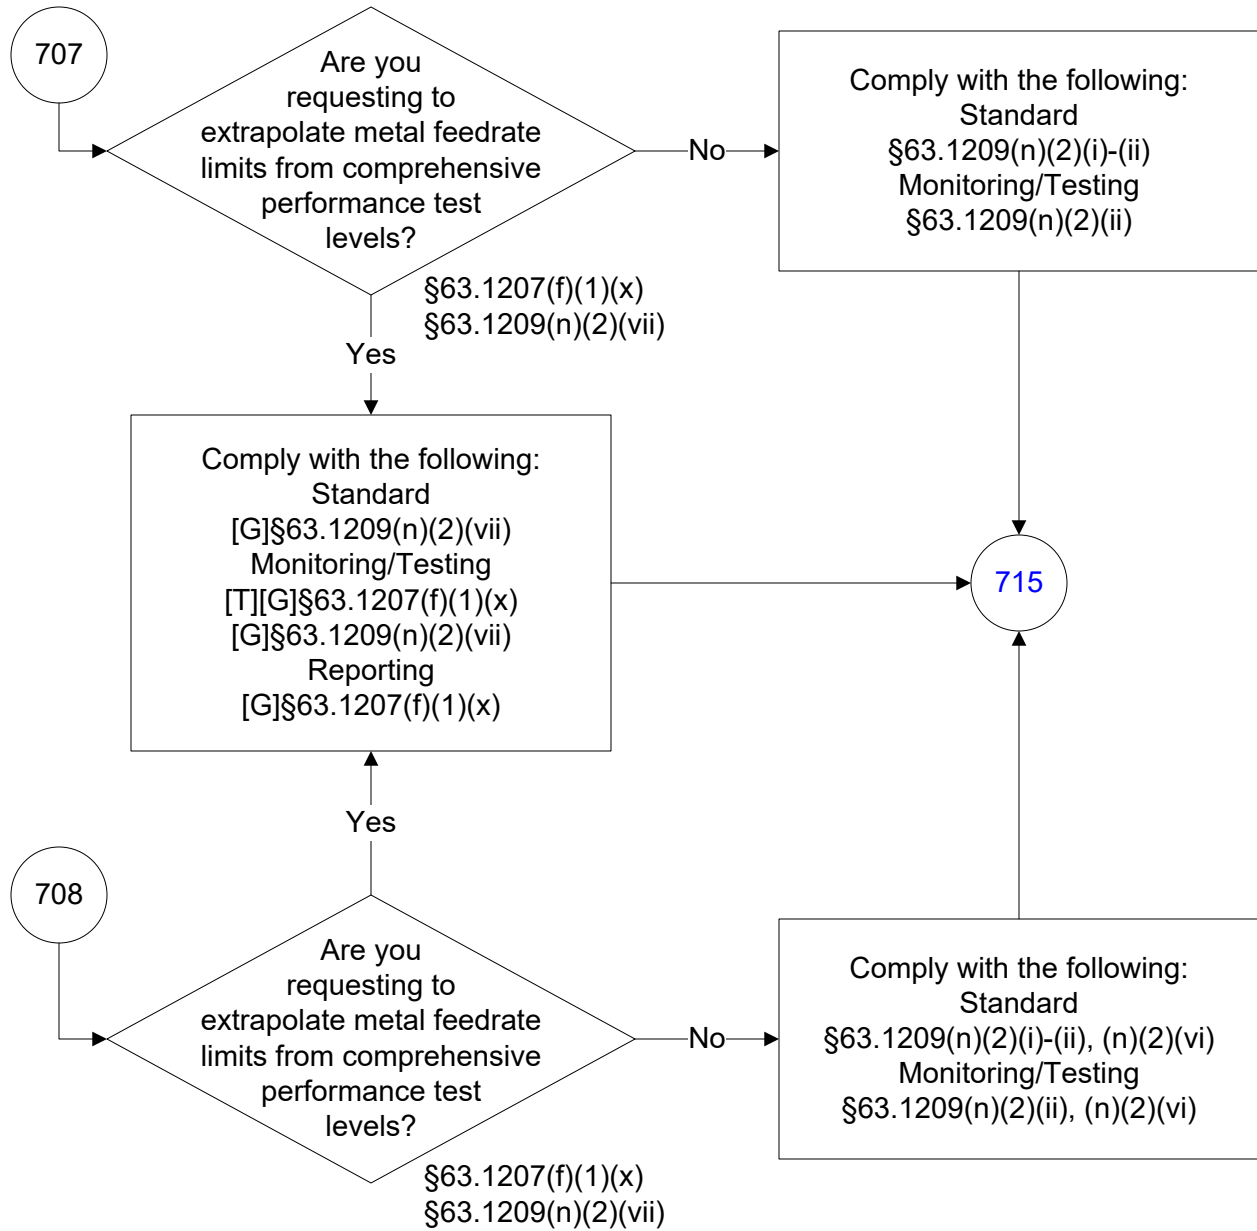 707
Are you
requesting to
extrapolate metal feedrate
limits from comprehensive
performance test
levels?
§63.1207(f)(1)(x)
§63.1209(n)(2)(vii)
No
Comply with the following:
Standard
§63.1209(n)(2)(i)-(ii)
Monitoring/Testing
§63.1209(n)(2)(ii)
Yes
Comply with the following:
Standard
[G]§63.1209(n)(2)(vii)
Monitoring/Testing
[T][G]§63.1207(f)(1)(x)
[G]§63.1209(n)(2)(vii)
Reporting
[G]§63.1207(f)(1)(x)
715
Yes
708
Are you
requesting to
extrapolate metal feedrate
limits from comprehensive
performance test
levels?
§63.1207(f)(1)(x)
§63.1209(n)(2)(vii)
No
Comply with the following:
Standard
§63.1209(n)(2)(i)-(ii), (n)(2)(vi)
Monitoring/Testing
§63.1209(n)(2)(ii), (n)(2)(vi)